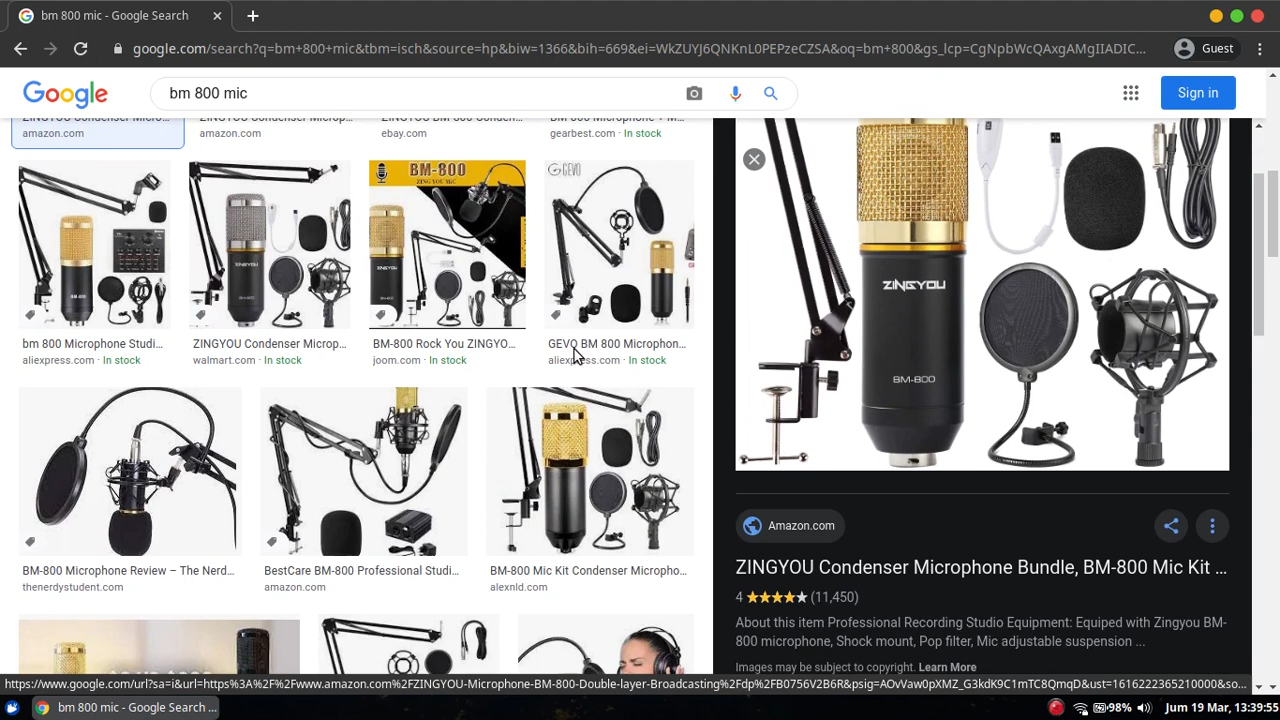 bm 800 mic - Google Search
google.com/search?q=bm+800+mic&tbm=isch&source=hp&biw=1366&bih=669&ei=WkZUYJ6QNKnL0PEPzeCZSA&oq=bm+800&gs_lcp=CgNpbWcQAxgAMgIIADIC...
Guest
Google
bm 800 mic
Sign in
amazon.com
amazon.com
ebay.com
gearbest.com · In stock
BM-800
ZINGYOU MIC
GEVO
bm 800 Microphone Studi...
aliexpress.com · In stock
ZINGYOU Condenser Microp...
walmart.com · In stock
BM-800 Rock You ZINGYO...
joom.com · In stock
GEVO BM 800 Microphon...
aliexpress.com · In stock
BM-800 Microphone Review – The Nerd...
thenerdystudent.com
BestCare BM-800 Professional Studi...
amazon.com
BM-800 Mic Kit Condenser Micropho...
alexnld.com
ZINGYOU
BM-800
Amazon.com
ZINGYOU Condenser Microphone Bundle, BM-800 Mic Kit ...
4 ★★★★★ (11,450)
About this item Professional Recording Studio Equipment: Equiped with Zingyou BM-
800 microphone, Shock mount, Pop filter, Mic adjustable suspension ...
Images may be subject to copyright. Learn More
https://www.google.com/url?sa=i&url=https%3A%2F%2Fwww.amazon.com%2FZINGYOU-Microphone-BM-800-Double-layer-Broadcasting%2Fdp%2FB0756V2B6R&psig=AOvVaw0pXMZ_G3kdK9C1mTC8QmqD&ust=1616222365210000&so...
bm 800 mic - Google Search ...
98%
Jum 19 Mar, 13:39:55